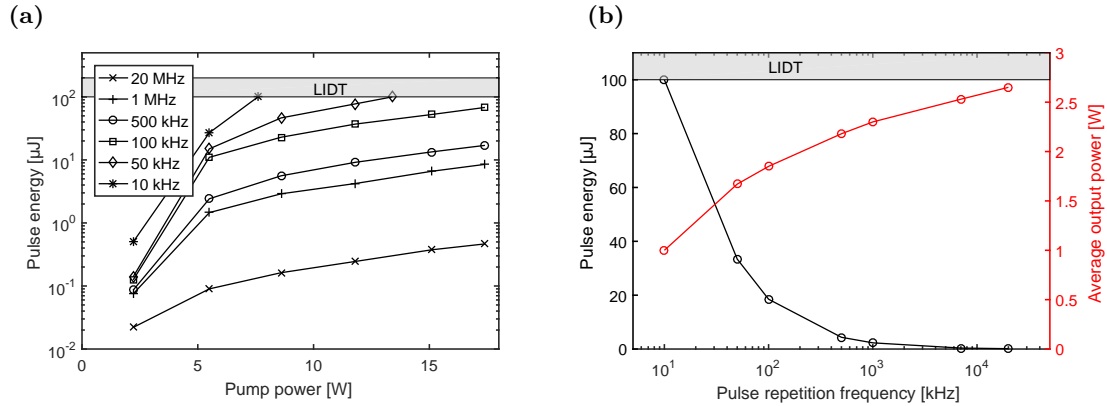 (a)
Pulse energy [µJ]
10^2
10^1
10^0
10^-1
10^-2
LIDT
20 MHz
1 MHz
500 kHz
100 kHz
50 kHz
10 kHz
0
5
10
15
Pump power [W]
(b)
Pulse energy [µJ]
100
80
60
40
20
0
LIDT
10^1
10^2
10^3
10^4
Pulse repetition frequency [kHz]
3
2.5
2
1.5
1
0.5
0
Average output power [W]